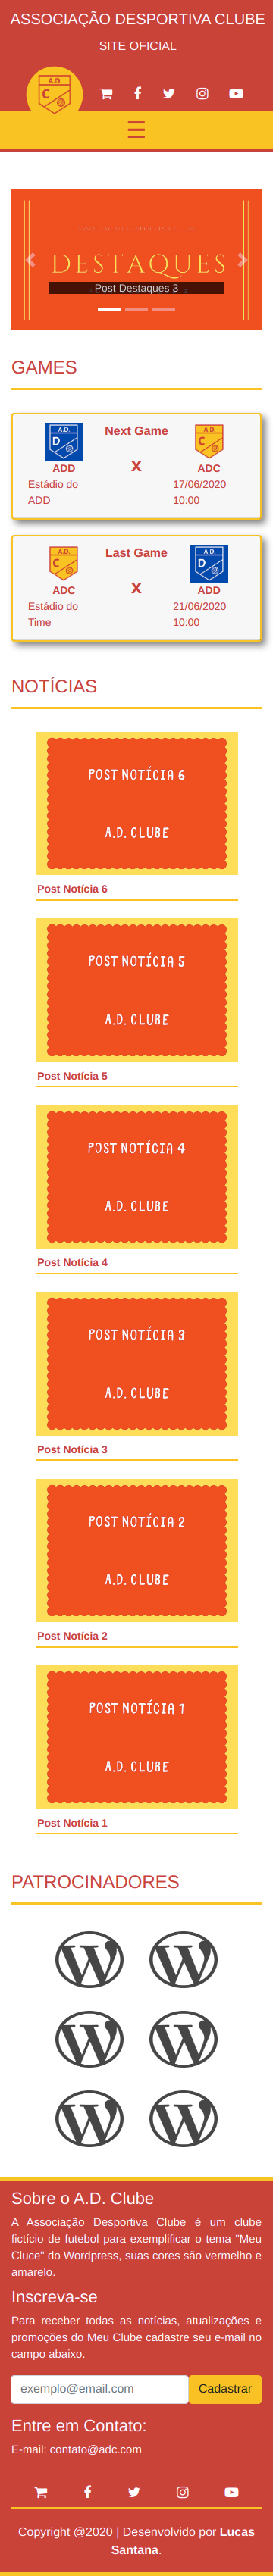 ASSOCIAÇÃO DESPORTIVA CLUBE
SITE OFICIAL
A.D.
C
DESTAQUES
Post Destaques 3
GAMES
A.D.
D
Next Game
A.D.
C
X
ADD
ADC
Estádio do
17/06/2020
ADD
10:00
A.D.
C
Last Game
A.D.
D
X
ADC
ADD
Estádio do
21/06/2020
Time
10:00
NOTÍCIAS
POST NOTÍCIA 6
A.D. CLUBE
Post Notícia 6
POST NOTÍCIA 5
A.D. CLUBE
Post Notícia 5
POST NOTÍCIA 4
A.D. CLUBE
Post Notícia 4
POST NOTÍCIA 3
A.D. CLUBE
Post Notícia 3
POST NOTÍCIA 2
A.D. CLUBE
Post Notícia 2
POST NOTÍCIA 1
A.D. CLUBE
Post Notícia 1
PATROCINADORES
Sobre o A.D. Clube
A Associação Desportiva Clube é um clube
fictício de futebol para exemplificar o tema "Meu
Cluce" do Wordpress, suas cores são vermelho e
amarelo.
Inscreva-se
Para receber todas as notícias, atualizações e
promoções do Meu Clube cadastre seu e-mail no
campo abaixo.
exemplo@email.com
Cadastrar
Entre em Contato:
E-mail: contato@adc.com
Copyright @2020 | Desenvolvido por Lucas
Santana.